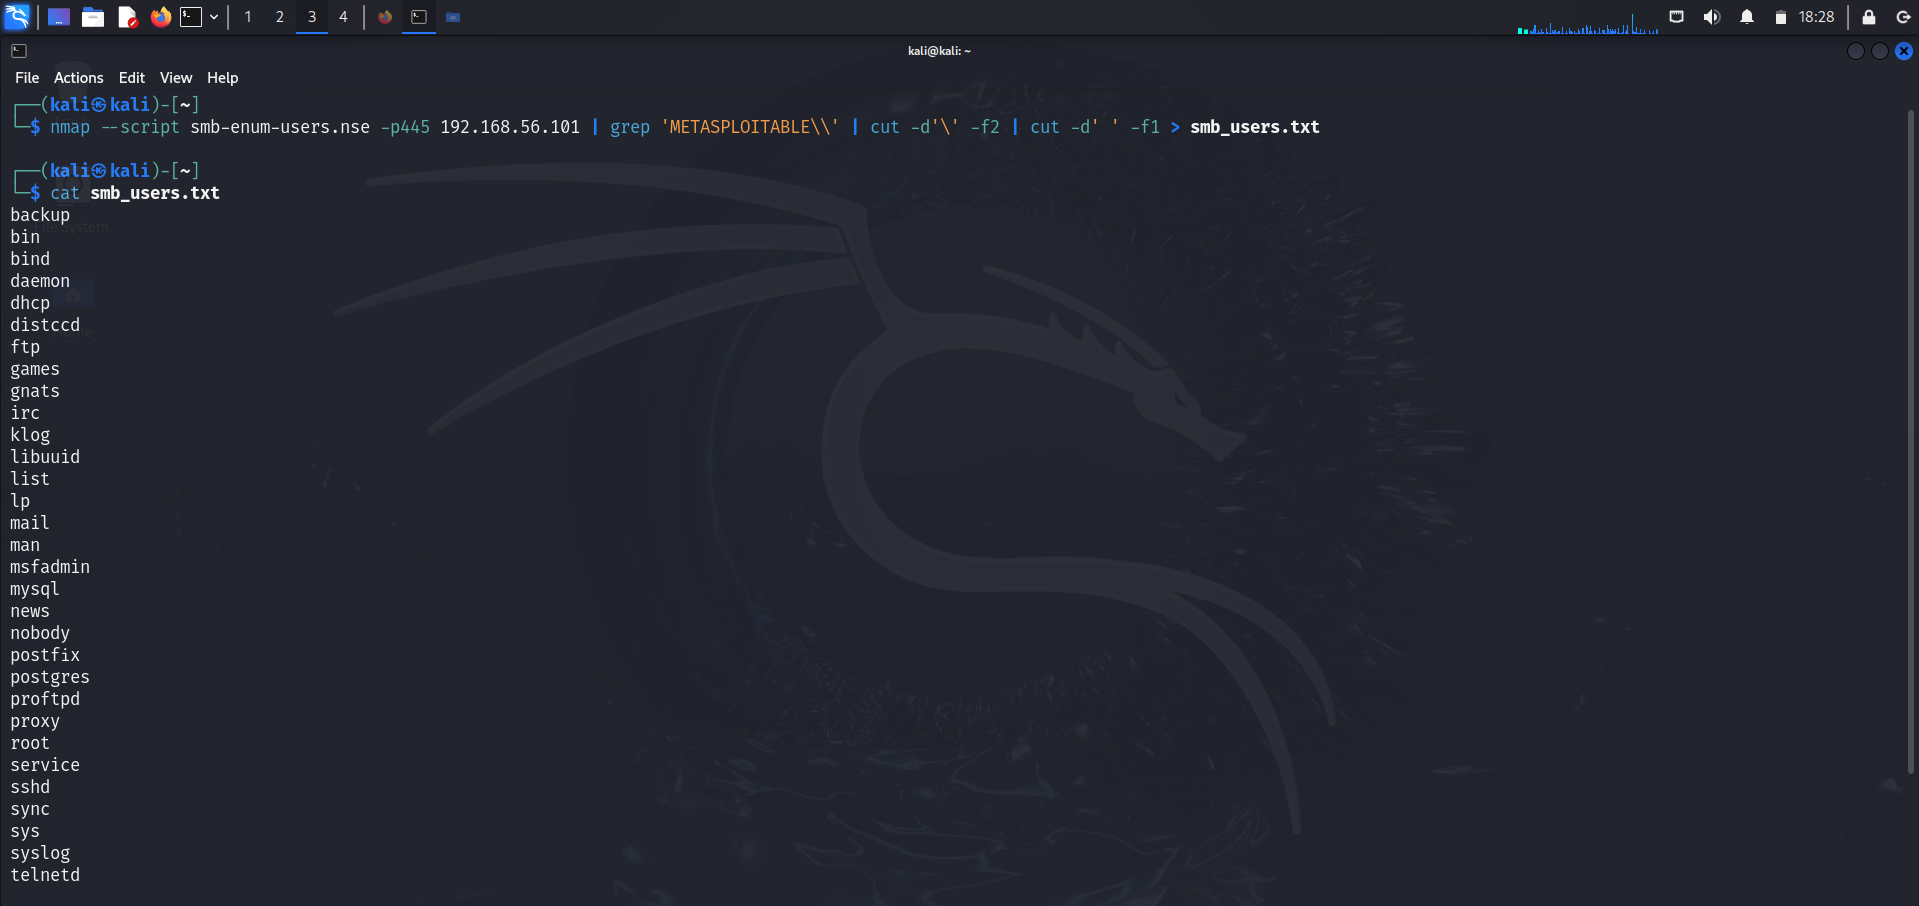 1 2 3 4 18:28
kali@kali: ~
File Actions Edit View Help
┌──(kali㉿kali)-[~]
└─$ nmap --script smb-enum-users.nse -p445 192.168.56.101 | grep 'METASPLOITABLE\\' | cut -d'\' -f2 | cut -d' ' -f1 > smb_users.txt
┌──(kali㉿kali)-[~]
└─$ cat smb_users.txt
backup
bin
bind
daemon
dhcp
distccd
ftp
games
gnats
irc
klog
libuuid
list
lp
mail
man
msfadmin
mysql
news
nobody
postfix
postgres
proftpd
proxy
root
service
sshd
sync
sys
syslog
telnetd